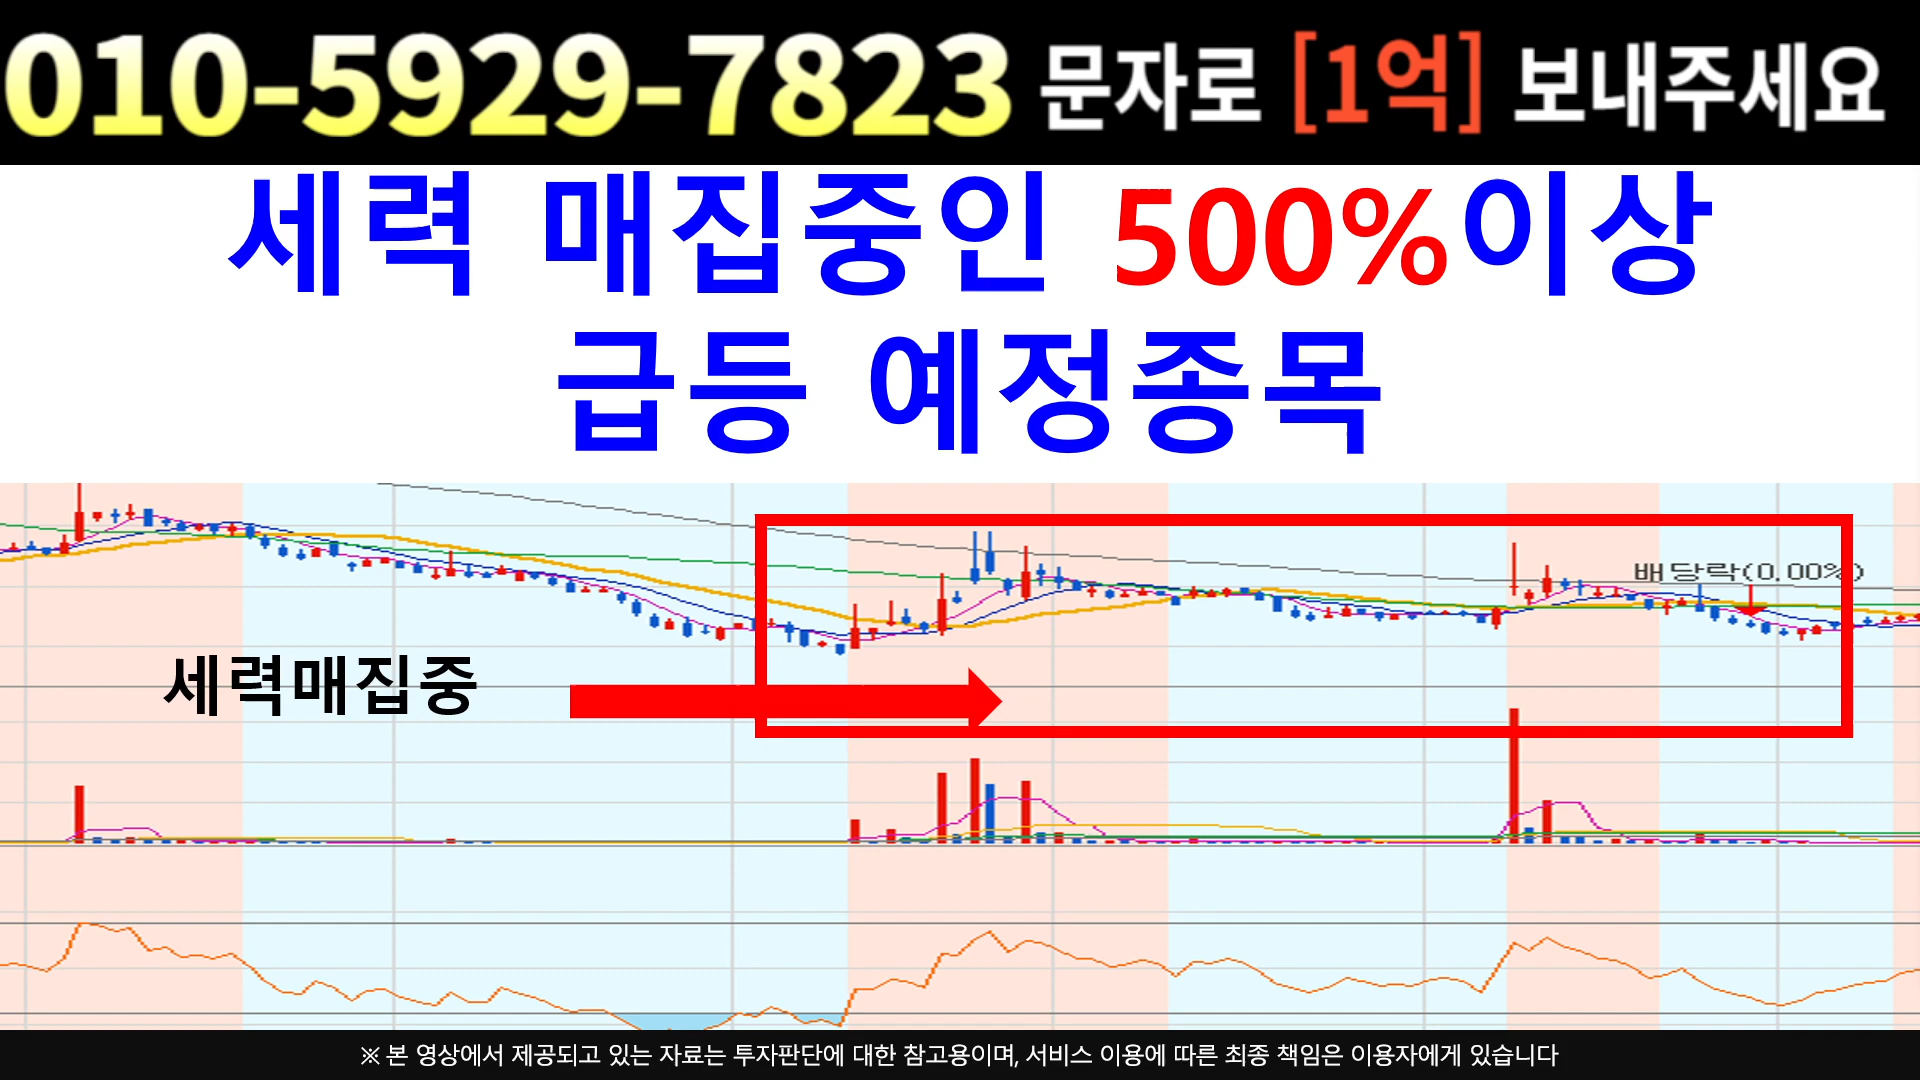 010-5929-7823 문자로 [1억] 보내주세요
세력 매집중인 500%이상
급등 예정종목
배당락(0.00%)
세력매집중
※ 본 영상에서 제공되고 있는 자료는 투자판단에 대한 참고용이며, 서비스 이용에 따른 최종 책임은 이용자에게 있습니다